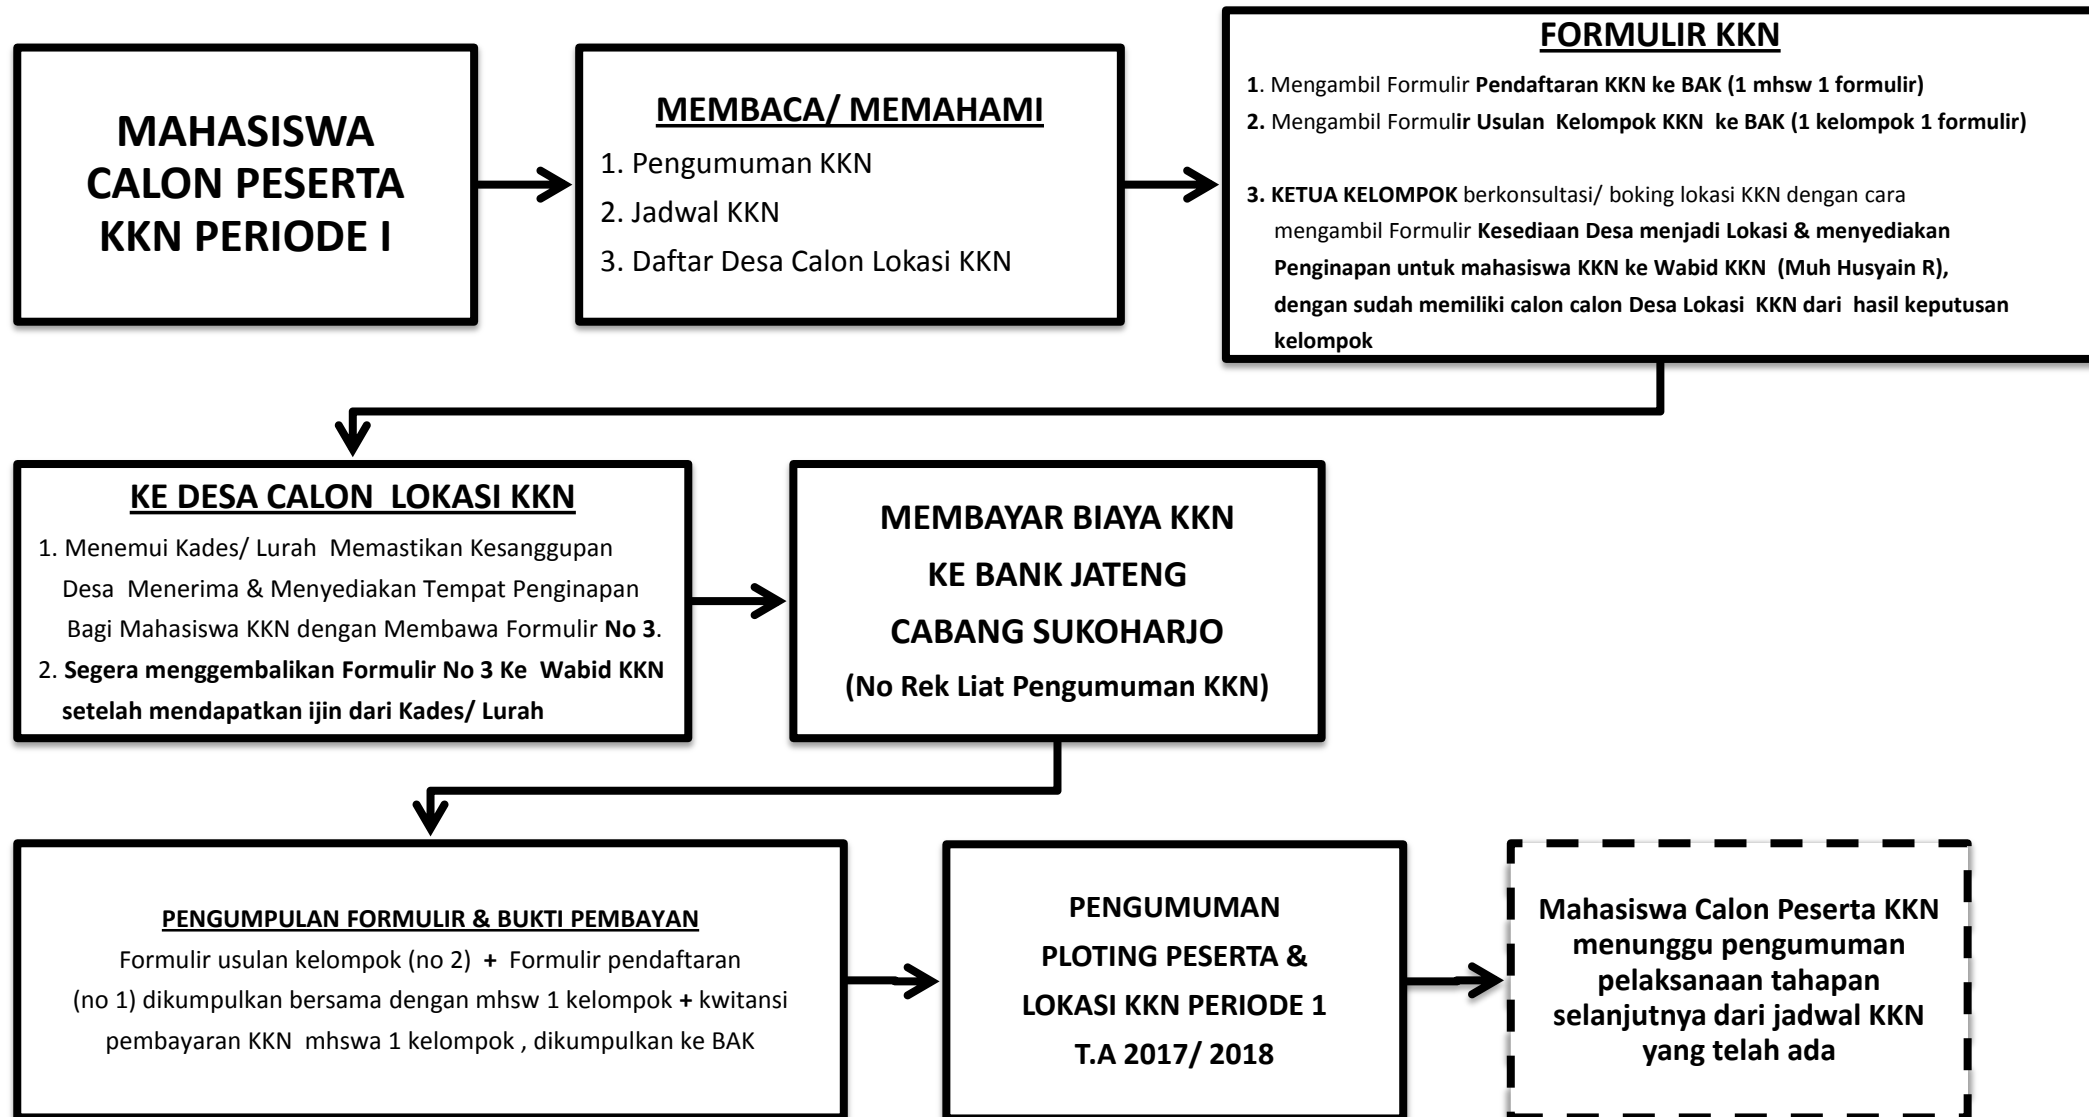 MAHASISWA
CALON PESERTA
KKN PERIODE I
MEMBACA/ MEMAHAMI
1. Pengumuman KKN
2. Jadwal KKN
3. Daftar Desa Calon Lokasi KKN
FORMULIR KKN
1. Mengambil Formulir Pendaftaran KKN ke BAK (1 mhsw 1 formulir)
2. Mengambil Formulir Usulan Kelompok KKN ke BAK (1 kelompok 1 formulir)
3. KETUA KELOMPOK berkonsultasi/ boking lokasi KKN dengan cara
mengambil Formulir Kesediaan Desa menjadi Lokasi & menyediakan
Penginapan untuk mahasiswa KKN ke Wabid KKN (Muh Husyain R),
dengan sudah memiliki calon calon Desa Lokasi KKN dari hasil keputusan
kelompok
KE DESA CALON LOKASI KKN
1. Menemui Kades/ Lurah Memastikan Kesanggupan
Desa Menerima & Menyediakan Tempat Penginapan
Bagi Mahasiswa KKN dengan Membawa Formulir No 3.
2. Segera menggembalikan Formulir No 3 Ke Wabid KKN
setelah mendapatkan ijin dari Kades/ Lurah
MEMBAYAR BIAYA KKN
KE BANK JATENG
CABANG SUKOHARJO
(No Rek Liat Pengumuman KKN)
PENGUMPULAN FORMULIR & BUKTI PEMBAYAN
Formulir usulan kelompok (no 2) + Formulir pendaftaran
(no 1) dikumpulkan bersama dengan mhsw 1 kelompok + kwitansi
pembayaran KKN mhswa 1 kelompok , dikumpulkan ke BAK
PENGUMUMAN
PLOTING PESERTA &
LOKASI KKN PERIODE 1
T.A 2017/ 2018
Mahasiswa Calon Peserta KKN
menunggu pengumuman
pelaksanaan tahapan
selanjutnya dari jadwal KKN
yang telah ada